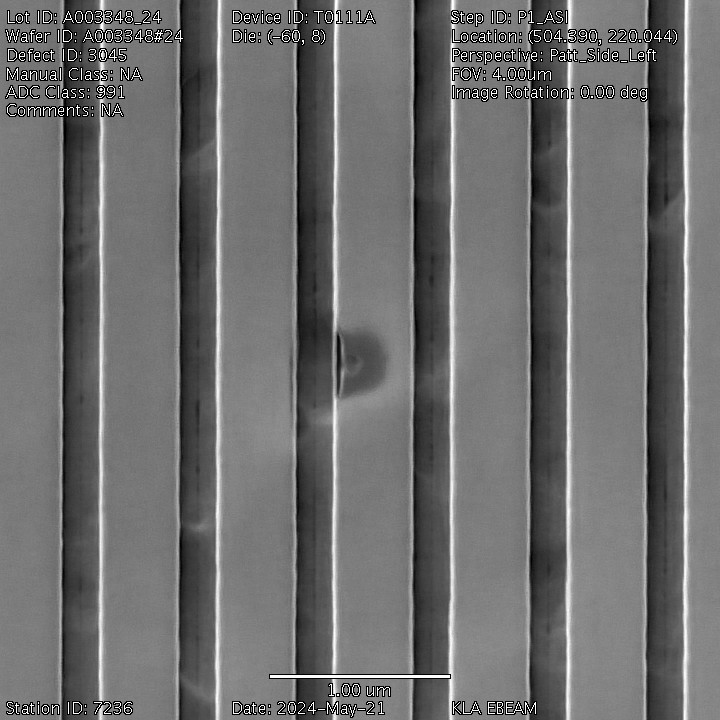 Lot ID: A003348_24
Wafer ID: A003348#24
Defect ID: 3045
Manual Class: NA
ADC Class: 991
Comments: NA
Device ID: T0111A
Die: (-60, 8)
Step ID: P1_ASI
Location: (504.390, 220.044)
Perspective: Patt_Side_Left
FOV: 4.00um
Image Rotation: 0.00 deg
1.00 um
Station ID: 7236
Date: 2024-May-21
KLA EBEAM